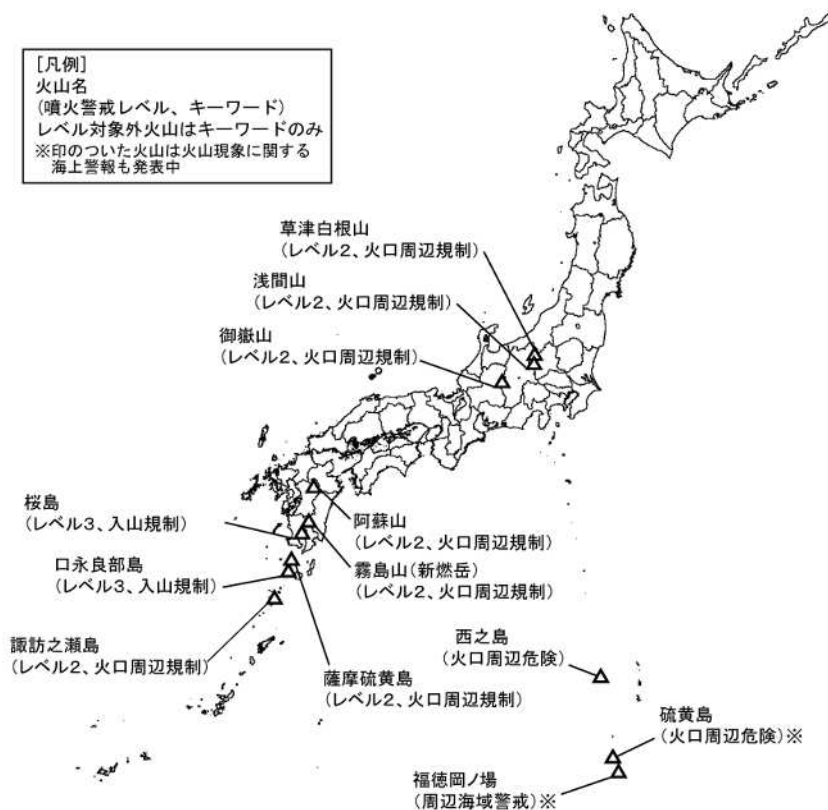 [凡例]
火山名
(噴火警戒レベル、キーワード)
レベル対象外火山はキーワードのみ
※印のついた火山は火山現象に関する
海上警報も発表中
草津白根山
(レベル2、火口周辺規制)
浅間山
(レベル2、火口周辺規制)
御嶽山
(レベル2、火口周辺規制)
桜島
(レベル3、入山規制)
阿蘇山
(レベル2、火口周辺規制)
口永良部島
(レベル3、入山規制)
霧島山(新燃岳)
(レベル2、火口周辺規制)
諏訪之瀬島
(レベル2、火口周辺規制)
薩摩硫黄島
(レベル2、火口周辺規制)
西之島
(火口周辺危険)
硫黄島
(火口周辺危険)※
福徳岡ノ場
(周辺海域警戒)※